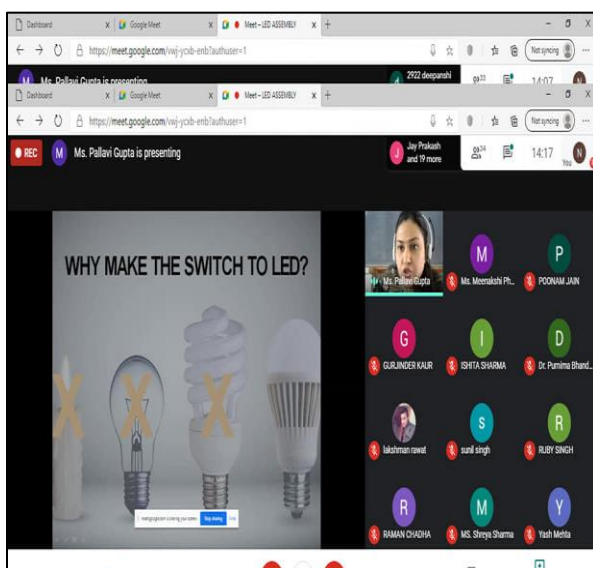 Dashboard x Google Meet x Meet – LED ASSEMBLY x +
https://meet.google.com/vwj-ycxb-enb?authuser=1 Not syncing
M Ms. Pallavi Gupta is presenting d 2922 deepanshi 22 14:07 N
Dashboard x Google Meet x Meet – LED ASSEMBLY x +
https://meet.google.com/vwj-ycxb-enb?authuser=1 Not syncing
REC M Ms. Pallavi Gupta is presenting J Jay Prakash and 19 more 24 14:17 You N
WHY MAKE THE SWITCH TO LED?
X X X
Stop sharing
Ms. Pallavi Gupta
M Ms. Meenakshi Ph...
P POONAM JAIN
G GURJINDER KAUR
I ISHITA SHARMA
D Dr. Purnima Bhand...
lakshman rawat
s sunil singh
R RUBY SINGH
R RAMAN CHADHA
M MS. Shreya Sharma
Y Yash Mehta